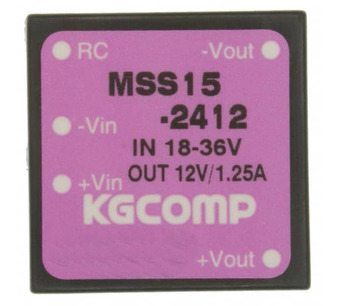 RC -Vout
MSS15
-Vin -2412
IN 18-36V
+Vin OUT 12V/1.25A
KGCOMP
+Vout